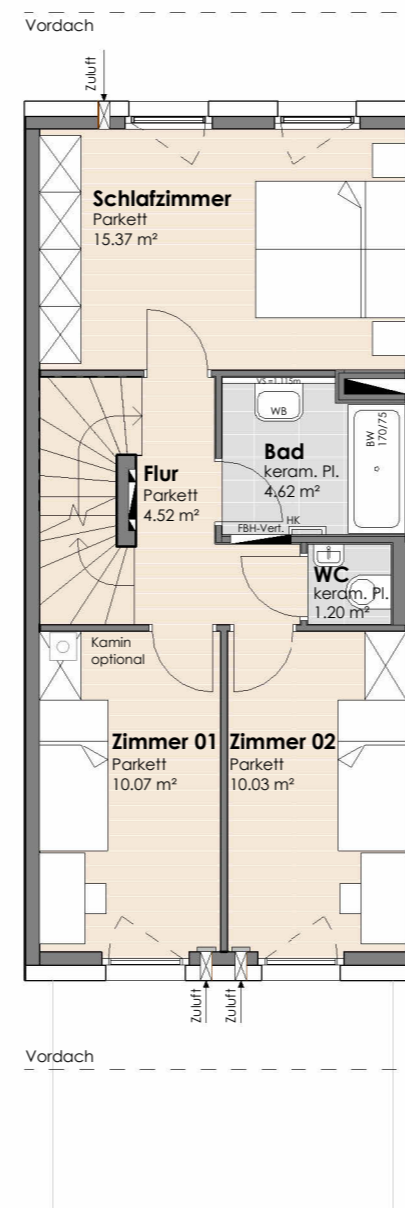 Vordach
Zuluft
Schlafzimmer
Parkett
15.37 m²
VS =1.115m
WB
BW
170/75
Bad
keram. Pl.
4.62 m²
Flur
Parkett
4.52 m²
HK
FBH-Vert.
WC
keram. Pl.
1.20 m²
Kamin
optional
Zimmer 01
Parkett
10.07 m²
Zimmer 02
Parkett
10.03 m²
Zuluft
Zuluft
Vordach